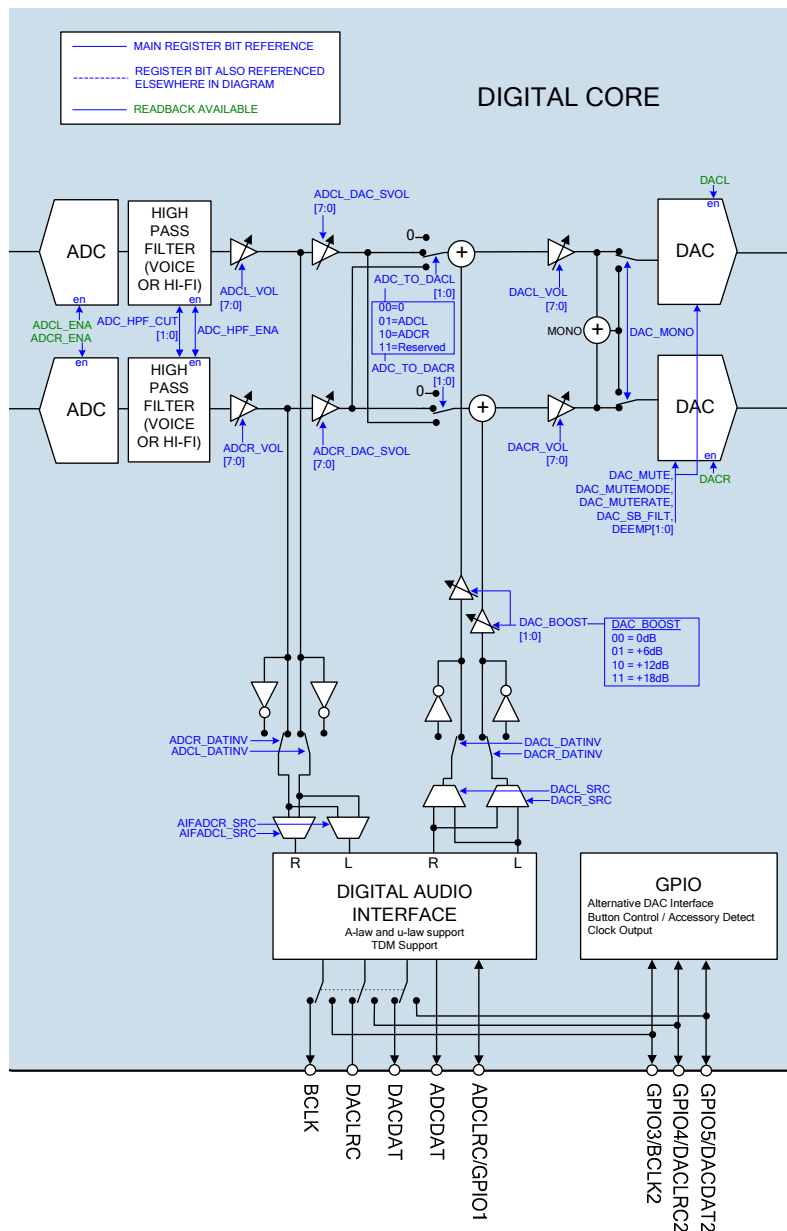 MAIN REGISTER BIT REFERENCE
REGISTER BIT ALSO REFERENCED
ELSEWHERE IN DIAGRAM
READBACK AVAILABLE
DIGITAL CORE
ADC
en
HIGH
PASS
FILTER
(VOICE
OR HI-FI)
en
ADCL_VOL
[7:0]
ADCL_DAC_SVOL
[7:0]
0
ADC_TO_DACL
[1:0]
00=0
01=ADCL
10=ADCR
11=Reserved
ADC_TO_DACR
[1:0]
0
DACL_VOL
[7:0]
MONO
DAC_MONO
DACL
en
DAC
ADCL_ENA
ADCR_ENA
ADC_HPF_CUT
[1:0]
ADC_HPF_ENA
en
ADC
en
HIGH
PASS
FILTER
(VOICE
OR HI-FI)
ADCR_VOL
[7:0]
ADCR_DAC_SVOL
[7:0]
DACR_VOL
[7:0]
DAC
en
DACR
DAC_MUTE,
DAC_MUTEMODE,
DAC_MUTERATE,
DAC_SB_FILT,
DEEMP[1:0]
DAC_BOOST
[1:0]
DAC_BOOST
00 = 0dB
01 = +6dB
10 = +12dB
11 = +18dB
ADCR_DATINV
ADCL_DATINV
DACL_DATINV
DACR_DATINV
DACL_SRC
DACR_SRC
AIFADCR_SRC
AIFADCL_SRC
R
L
R
L
DIGITAL AUDIO
INTERFACE
A-law and u-law support
TDM Support
GPIO
Alternative DAC Interface
Button Control / Accessory Detect
Clock Output
BCLK
DACLRC
DACDAT
ADCDAT
ADCLRC/GPIO1
GPIO3/BCLK2
GPIO4/DACLRC2
GPIO5/DACDAT2